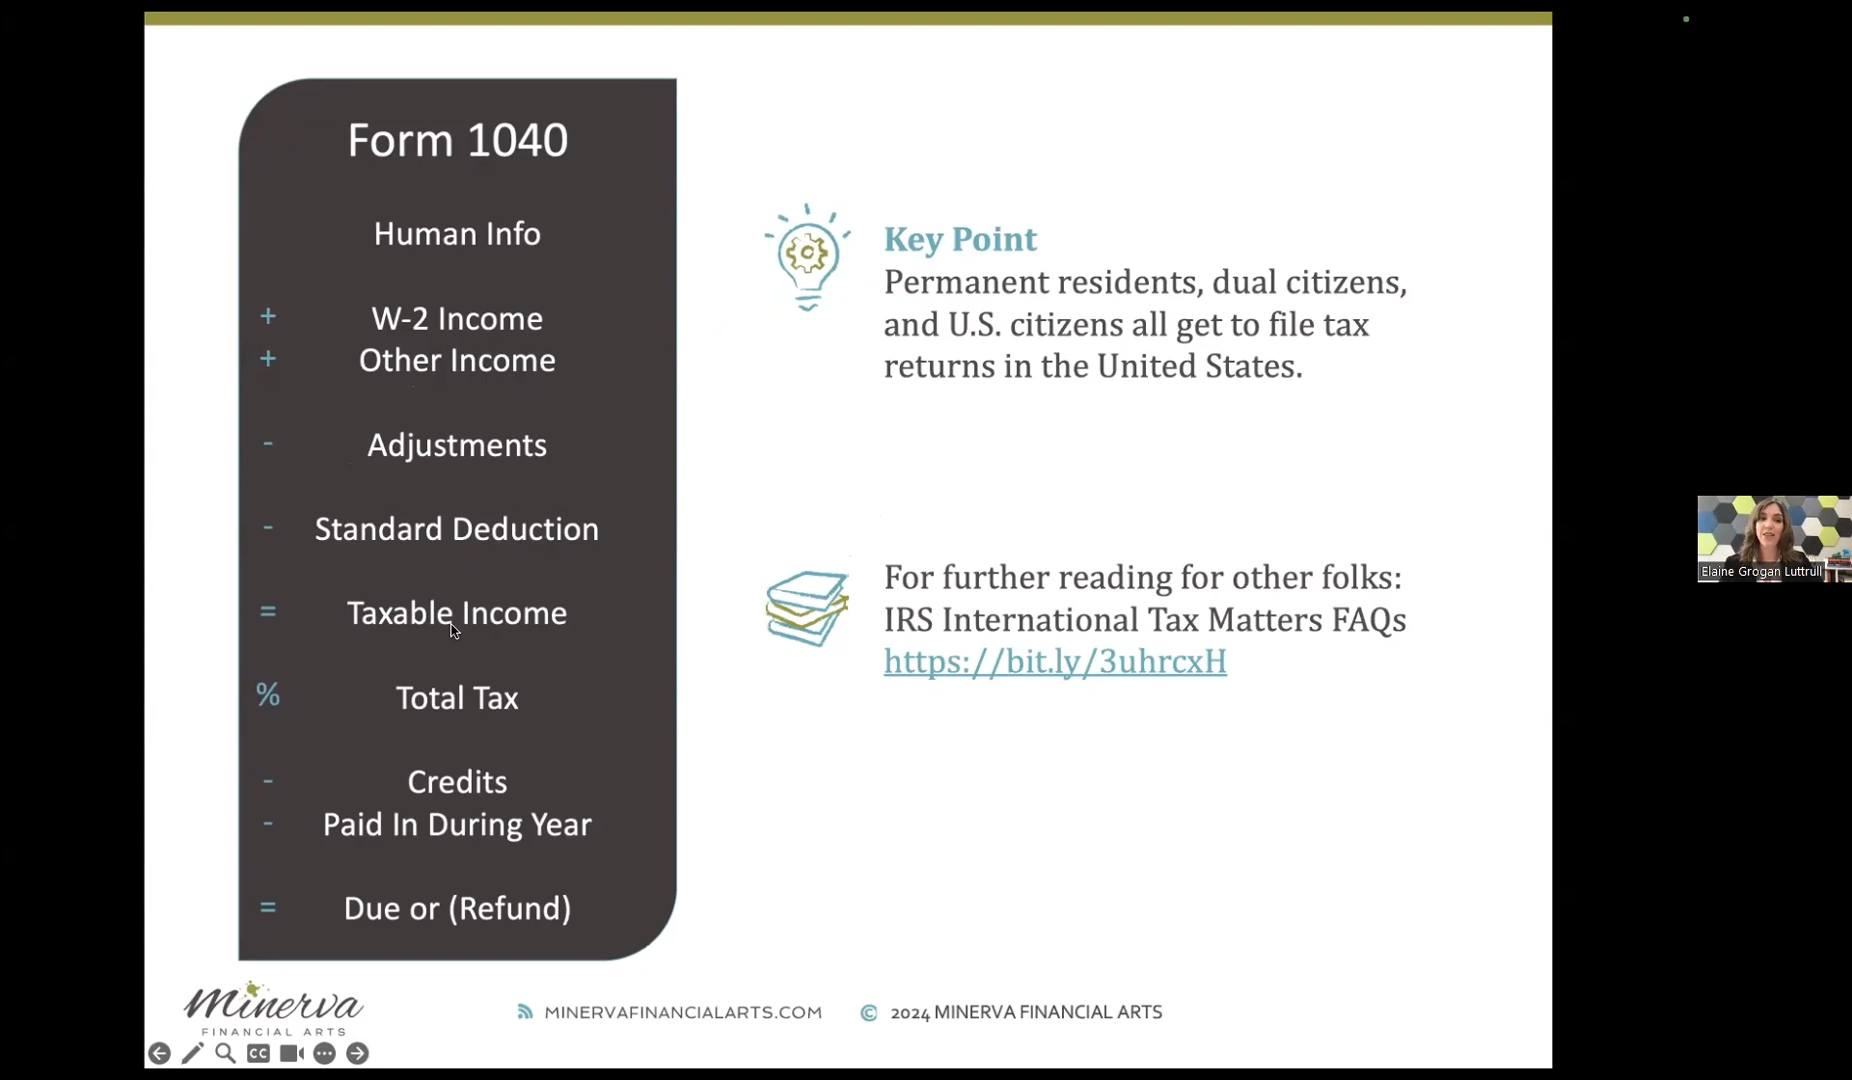 Form 1040
Human Info
+ W-2 Income
+ Other Income
- Adjustments
- Standard Deduction
= Taxable Income
% Total Tax
- Credits
- Paid In During Year
= Due or (Refund)
Key Point
Permanent residents, dual citizens,
and U.S. citizens all get to file tax
returns in the United States.
For further reading for other folks:
IRS International Tax Matters FAQs
https://bit.ly/3uhrcxH
Elaine Grogan Luttrull
Minerva
FINANCIAL ARTS
MINERVAFINANCIALARTS.COM
© 2024 MINERVA FINANCIAL ARTS
CC